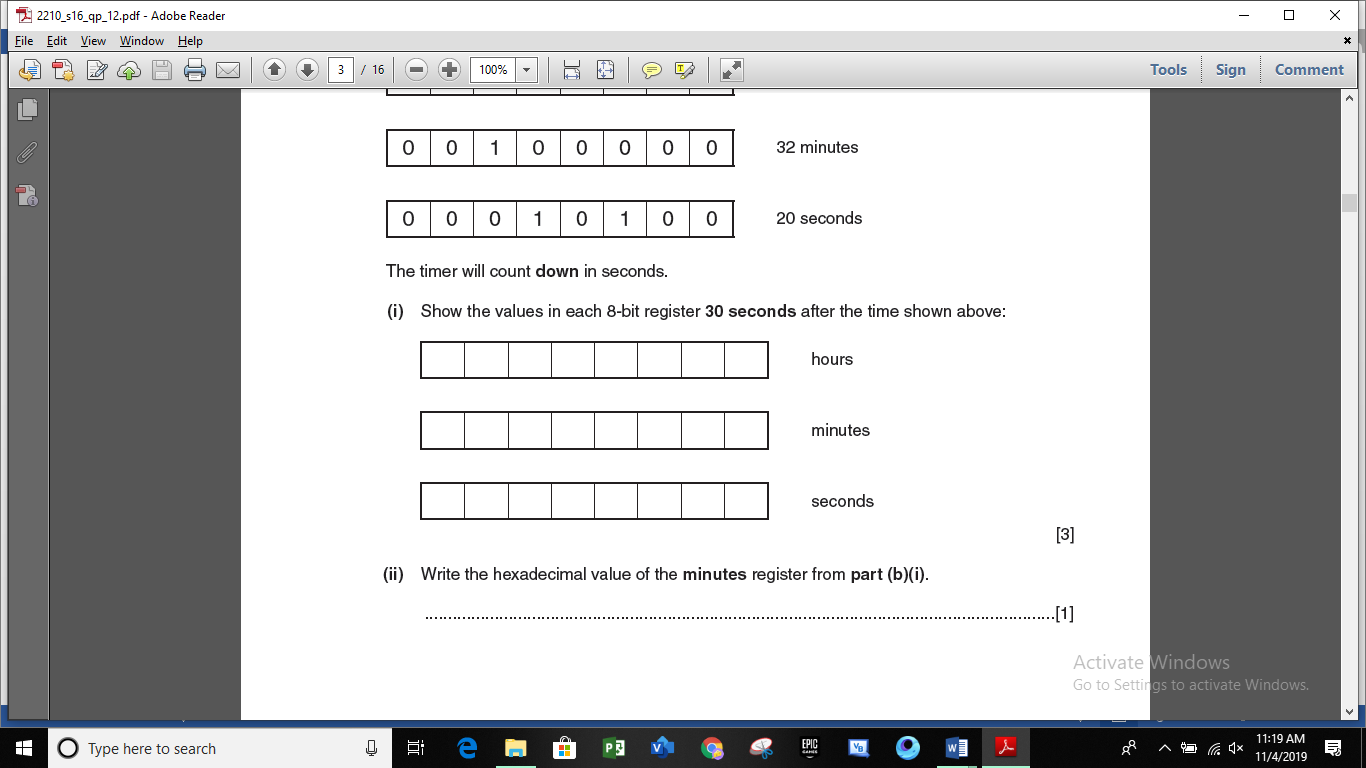 2210_s16_qp_12.pdf - Adobe Reader
File Edit View Window Help
3 / 16 100% Tools Sign Comment
0 0 1 0 0 0 0 0 32 minutes
0 0 0 1 0 1 0 0 20 seconds
The timer will count down in seconds.
(i) Show the values in each 8-bit register 30 seconds after the time shown above:
hours
minutes
seconds
[3]
(ii) Write the hexadecimal value of the minutes register from part (b)(i).
..........................................................................................................................................[1]
Activate Windows
Go to Settings to activate Windows.
Type here to search
11:19 AM
11/4/2019